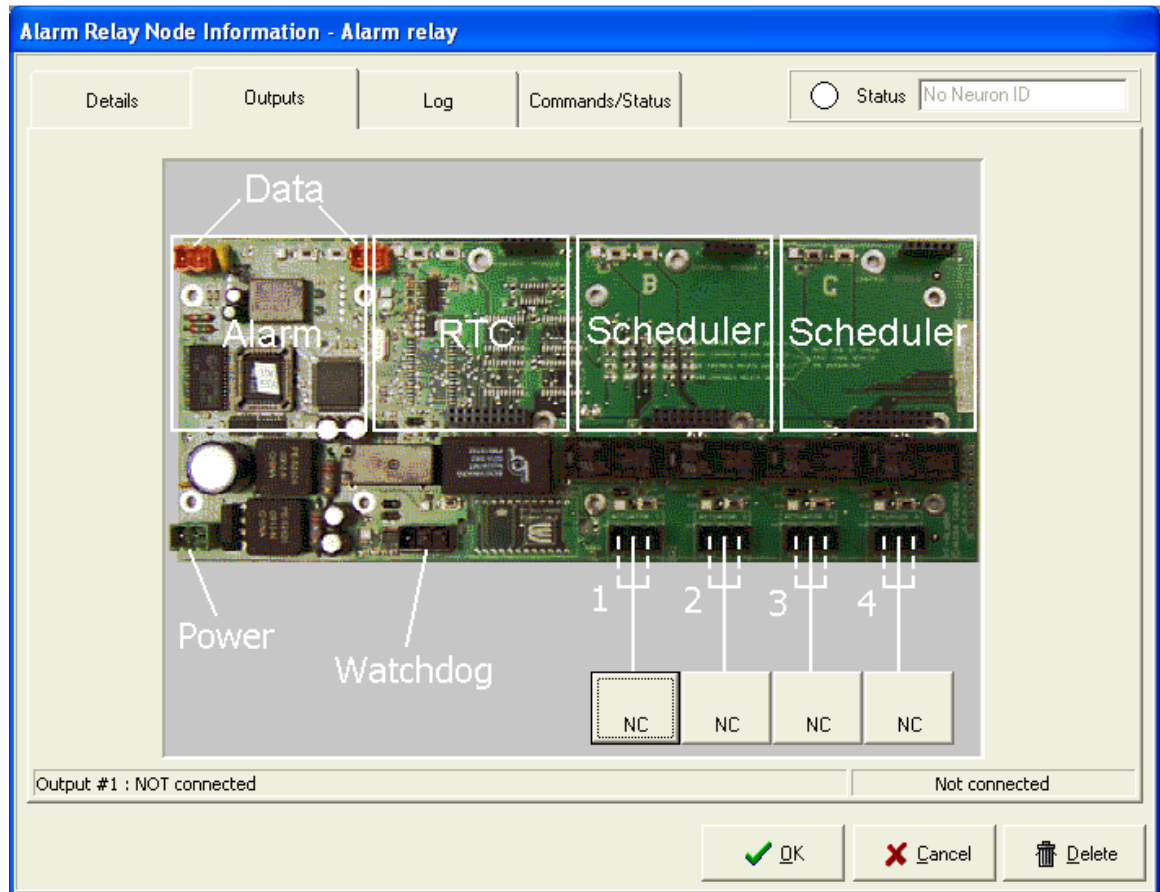 Alarm Relay Node Information - Alarm relay
Details
Outputs
Log
Commands/Status
Status
No Neuron ID
Data
A
B
C
Alarm
RTC
Scheduler
Scheduler
1
2
3
4
Power
Watchdog
NC
NC
NC
NC
Output #1 : NOT connected
Not connected
OK
Cancel
Delete